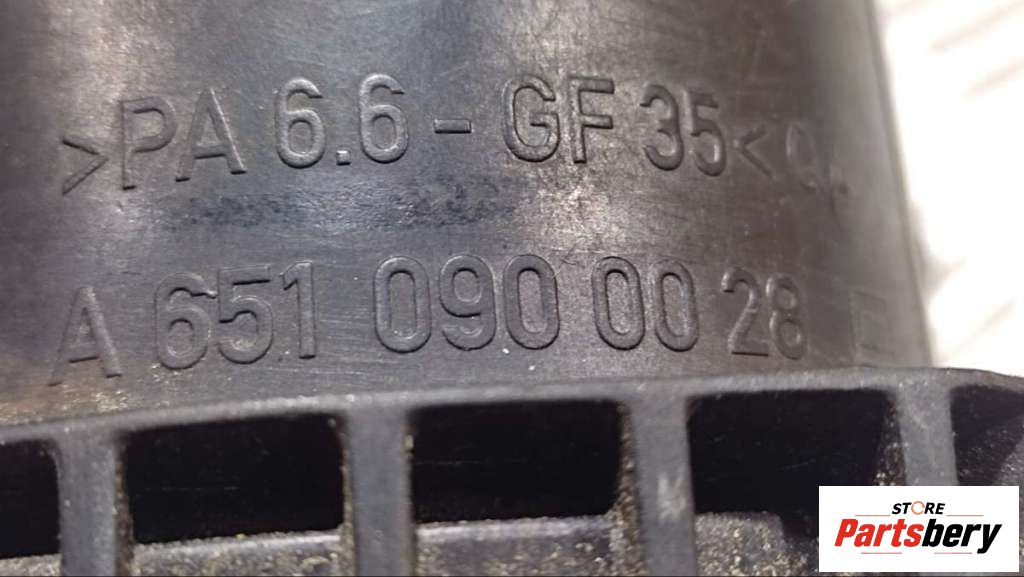 >PA 6.6-GF 35<
A 651 090 00 28
STORE
Partsbery